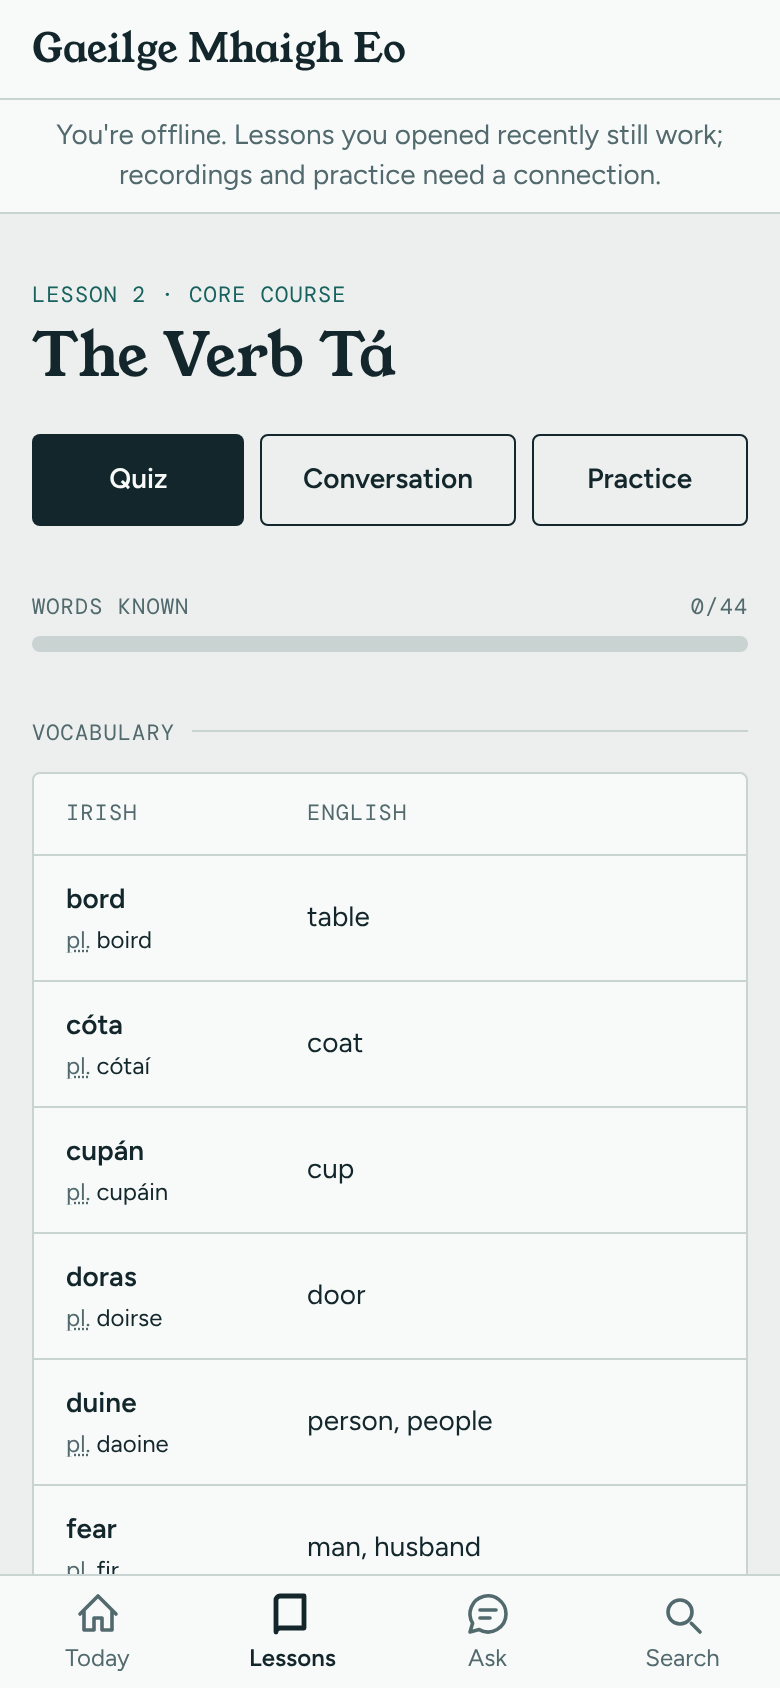 Gaeilge Mhaigh Eo
You're offline. Lessons you opened recently still work;
recordings and practice need a connection.
LESSON 2 · CORE COURSE
The Verb Tá
Quiz
Conversation
Practice
WORDS KNOWN 0/44
VOCABULARY
IRISH ENGLISH
bord
pl. boird
table
cóta
pl. cótaí
coat
cupán
pl. cupáin
cup
doras
pl. doirse
door
duine
pl. daoine
person, people
fear
pl. fir
man, husband
Today
Lessons
Ask
Search